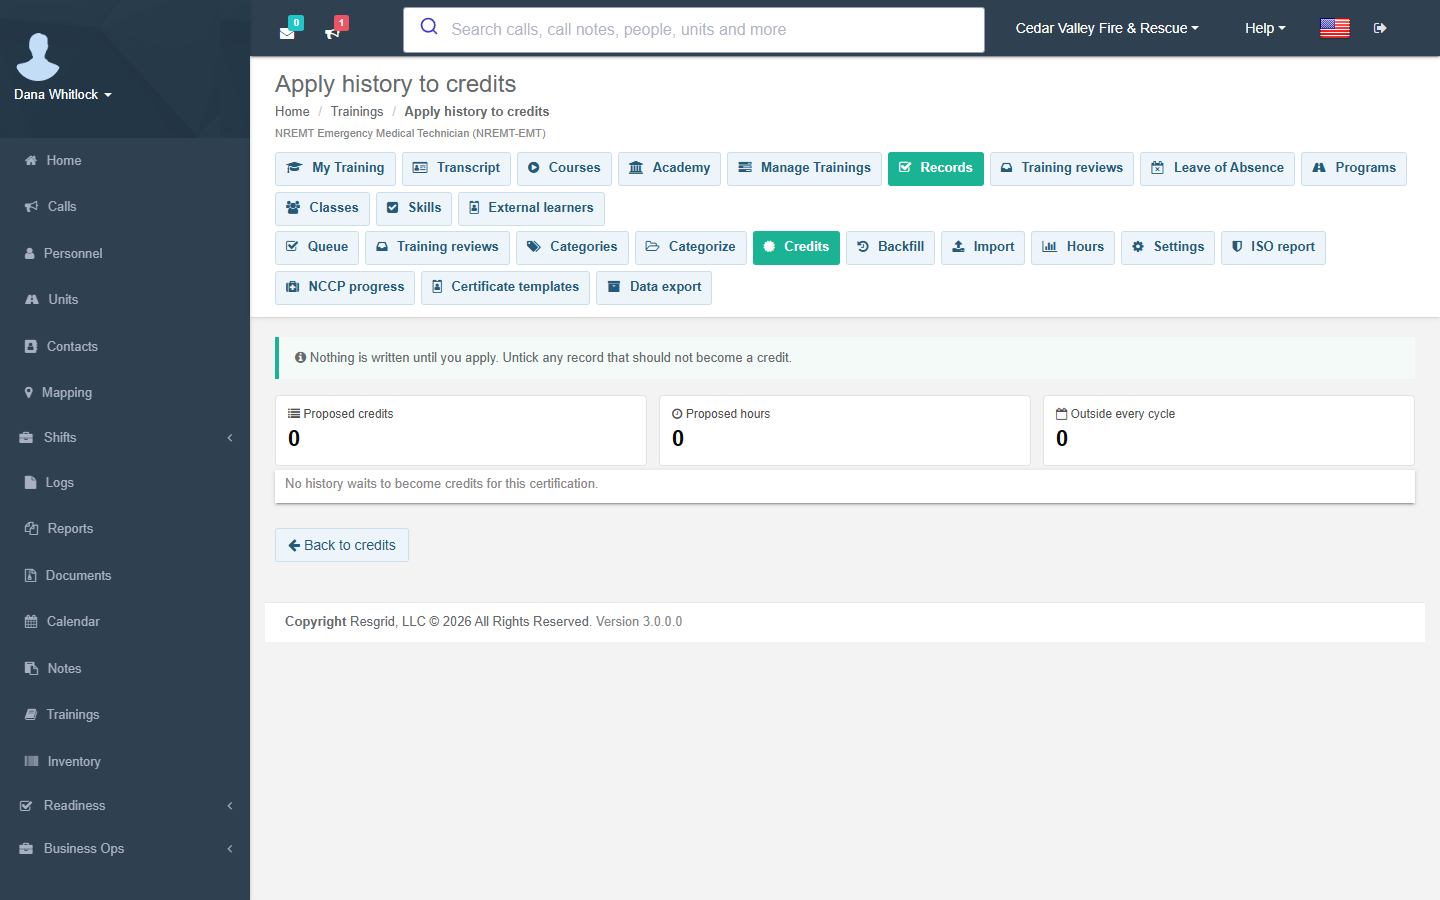 0
1
Search calls, call notes, people, units and more
Cedar Valley Fire & Rescue
Help
Dana Whitlock
Home
Calls
Personnel
Units
Contacts
Mapping
Shifts
Logs
Reports
Documents
Calendar
Notes
Trainings
Inventory
Readiness
Business Ops
Apply history to credits
Home / Trainings / Apply history to credits
NREMT Emergency Medical Technician (NREMT-EMT)
My Training Transcript Courses Academy Manage Trainings Records Training reviews Leave of Absence Programs
Classes Skills External learners
Queue Training reviews Categories Categorize Credits Backfill Import Hours Settings ISO report
NCCP progress Certificate templates Data export
Nothing is written until you apply. Untick any record that should not become a credit.
Proposed credits
0
Proposed hours
0
Outside every cycle
0
No history waits to become credits for this certification.
Back to credits
Copyright Resgrid, LLC © 2026 All Rights Reserved. Version 3.0.0.0